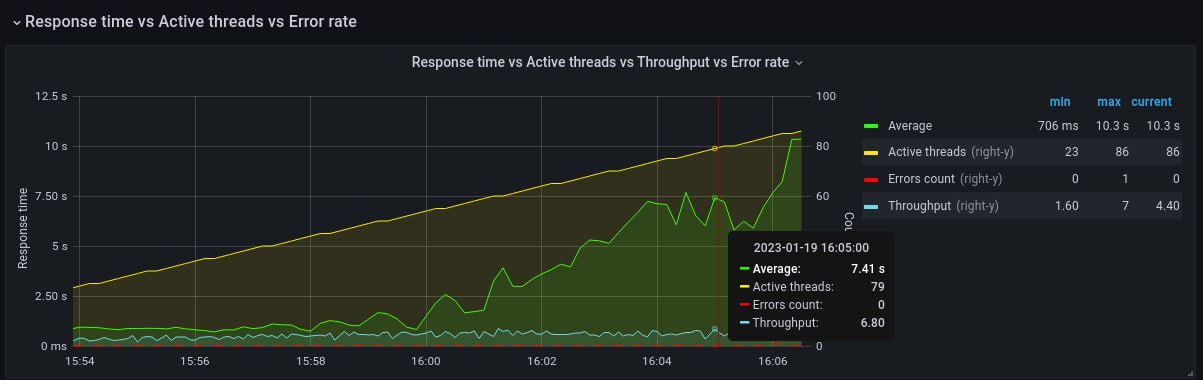 Response time vs Active threads vs Error rate
Response time vs Active threads vs Throughput vs Error rate
12.5 s
10 s
7.50 s
5 s
2.50 s
0 ms
Response time
100
80
60
0
Cou
15:54 15:56 15:58 16:00 16:02 16:04 16:06
min max current
Average 706 ms 10.3 s 10.3 s
Active threads (right-y) 23 86 86
Errors count (right-y) 0 1 0
Throughput (right-y) 1.60 7 4.40
2023-01-19 16:05:00
Average: 7.41 s
Active threads: 79
Errors count: 0
Throughput: 6.80